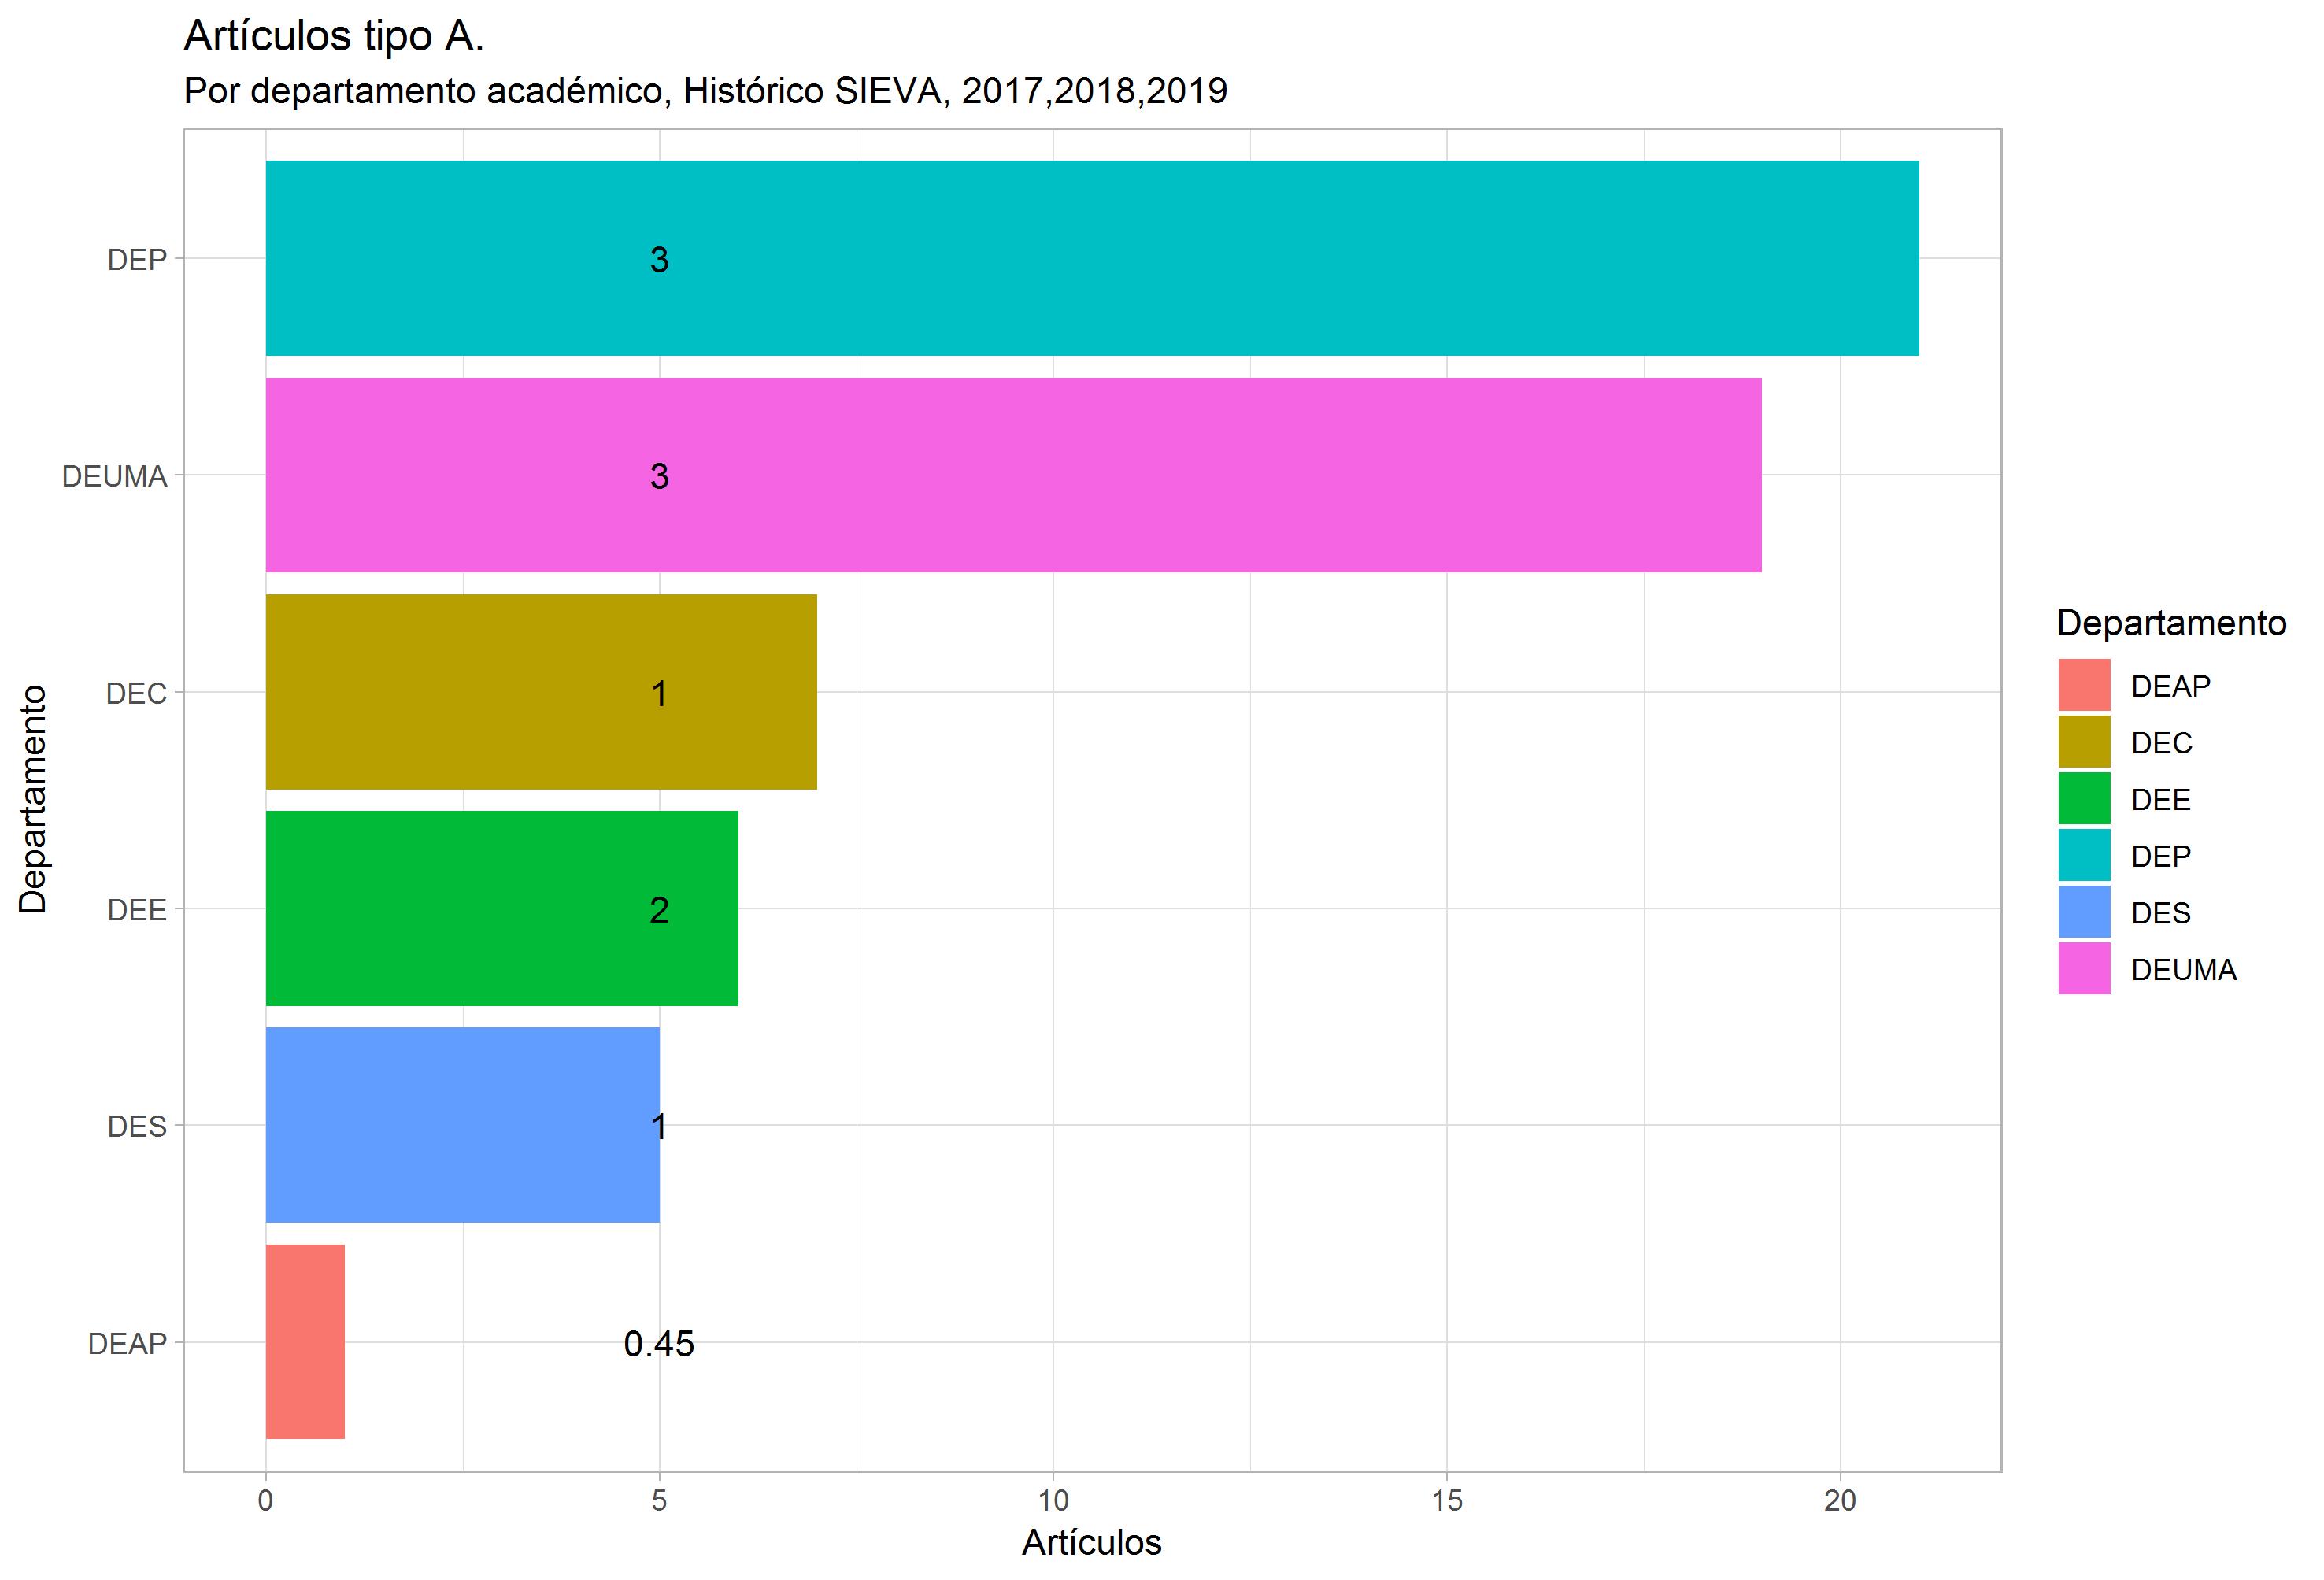 Artículos tipo A.
Por departamento académico, Histórico SIEVA, 2017,2018,2019
Departamento
DEP
3
DEUMA
3
DEC
1
DEE
2
DES
1
DEAP
0.45
0
5
10
15
20
Artículos
Departamento
DEAP
DEC
DEE
DEP
DES
DEUMA